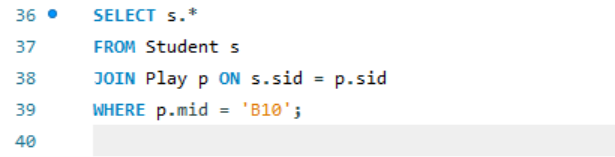 36 SELECT s.*
37 FROM Student s
38 JOIN Play p ON s.sid = p.sid
39 WHERE p.mid = 'B10';
40